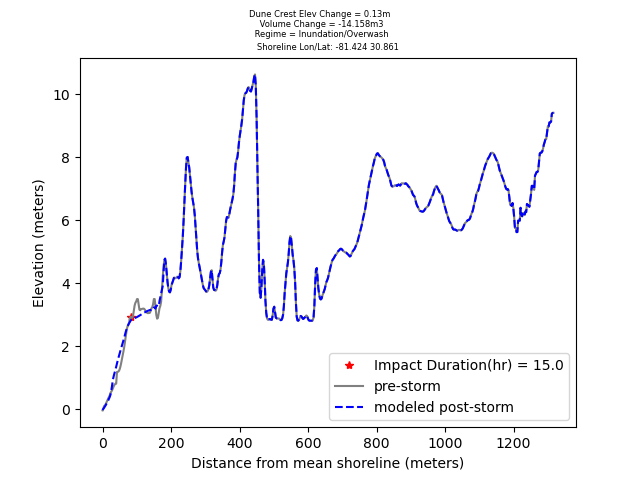 Dune Crest Elev Change = 0.13m
Volume Change = -14.158m3
Regime = Inundation/Overwash
Shoreline Lon/Lat: -81.424 30.861
10
8
6
4
2
0
Elevation (meters)
Impact Duration(hr) = 15.0
pre-storm
modeled post-storm
0 200 400 600 800 1000 1200
Distance from mean shoreline (meters)